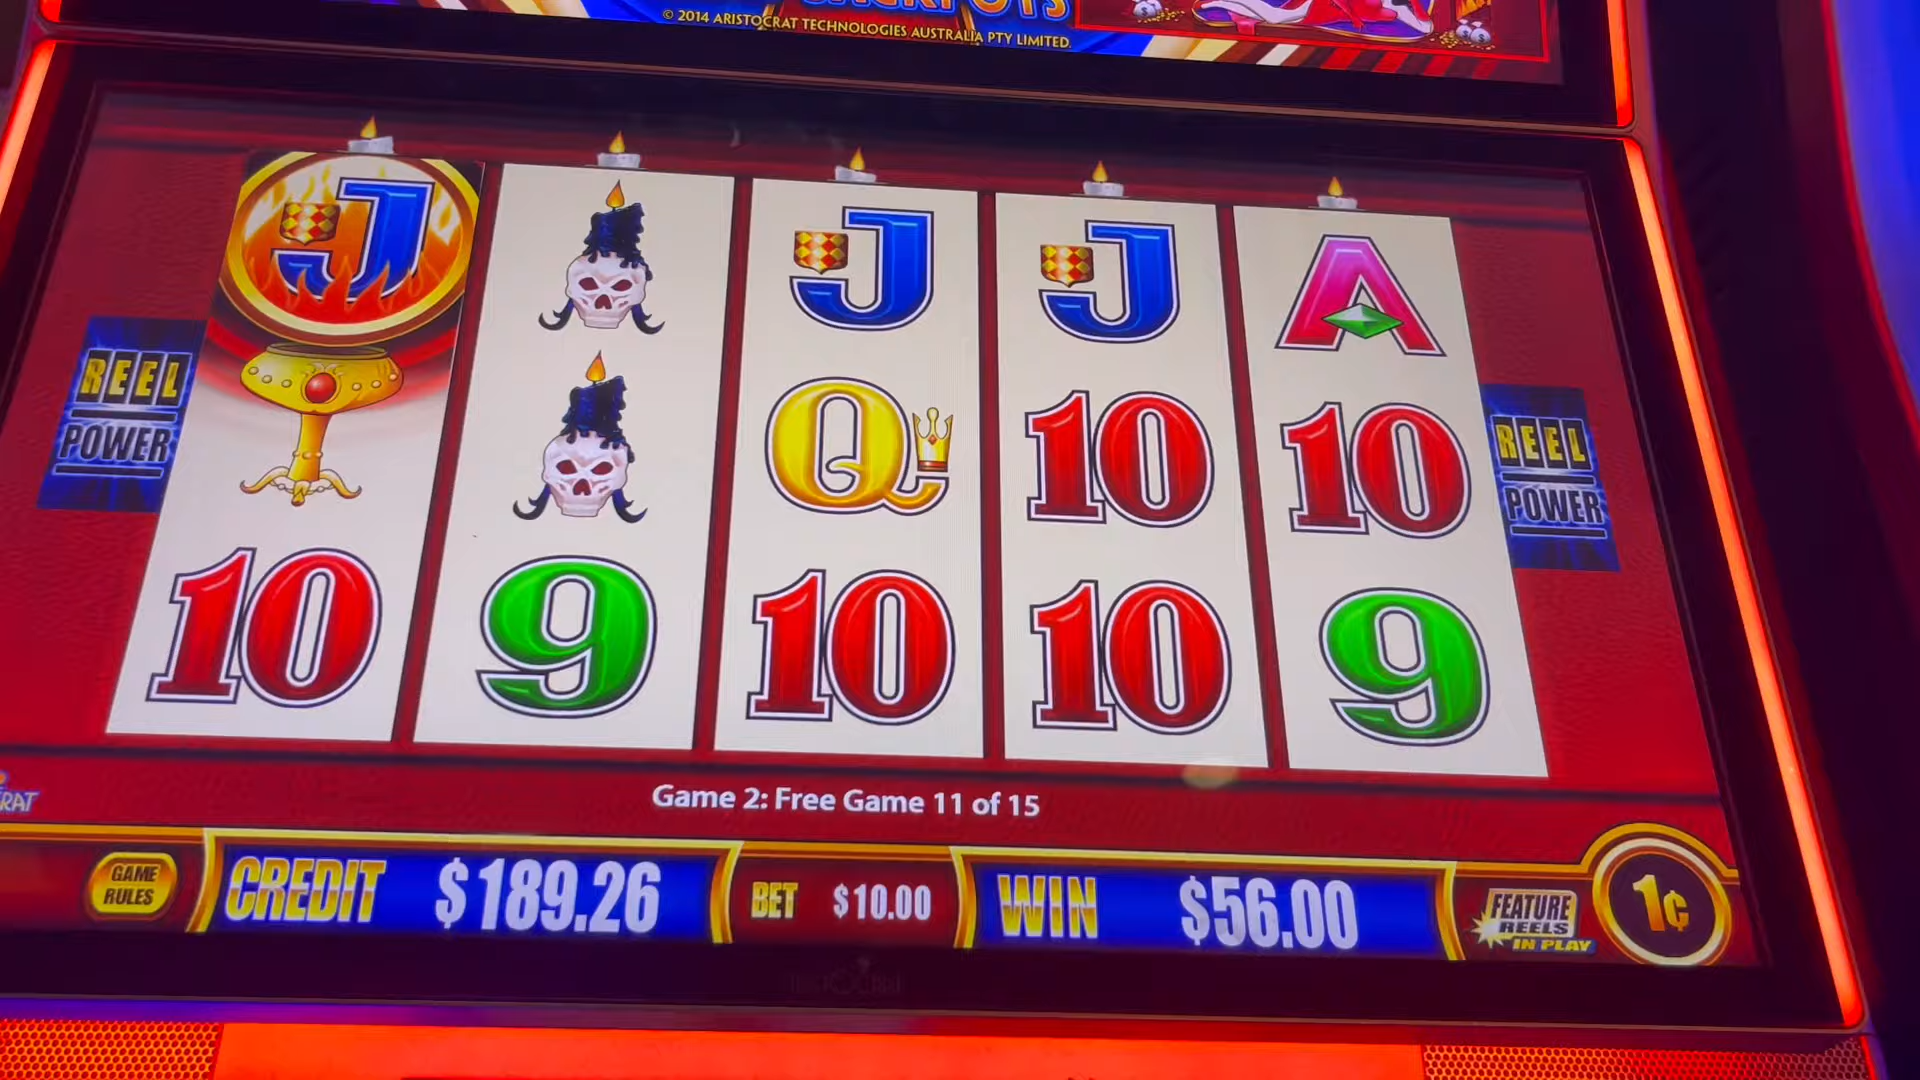 JACKPOTS
© 2014 ARISTOCRAT TECHNOLOGIES AUSTRALIA PTY LIMITED.
J J J A
REEL POWER
Q 10 10
REEL POWER
10 9 10 10 9
Game 2: Free Game 11 of 15
GAME RULES
CREDIT $189.26
BET $10.00
WIN $56.00
FEATURE REELS IN PLAY
1¢